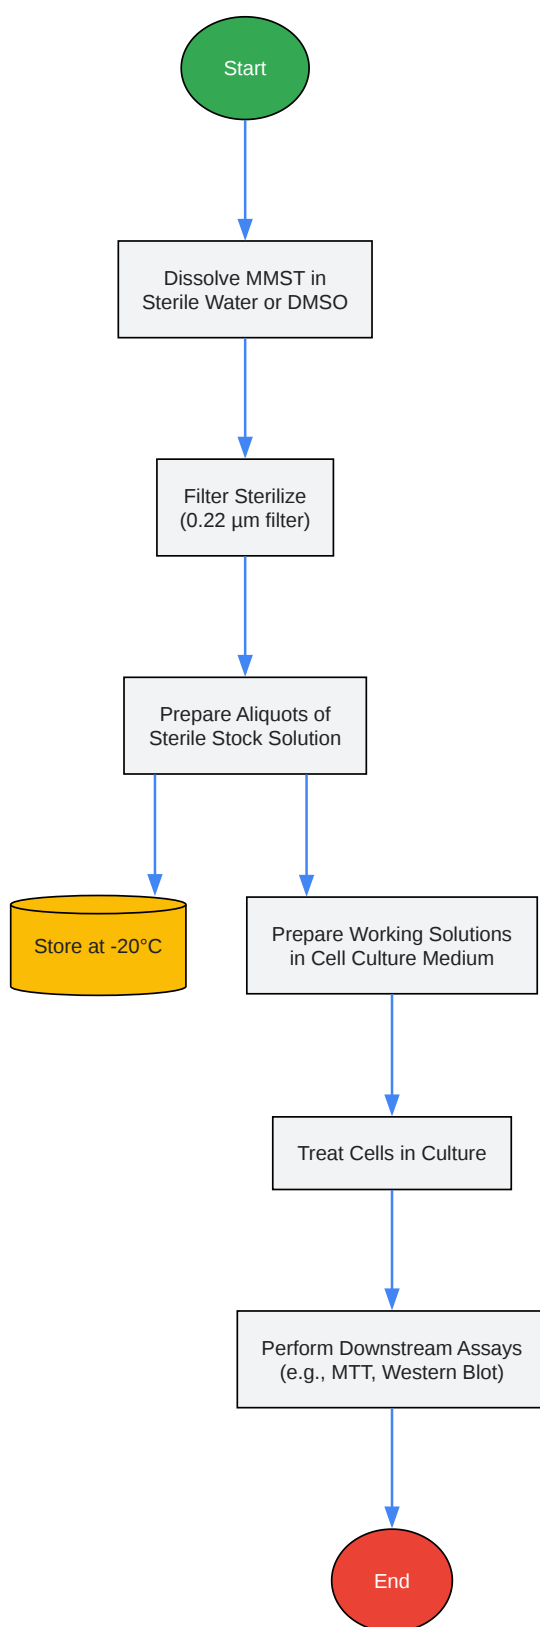 Start
Dissolve MMST in
Sterile Water or DMSO
Filter Sterilize
(0.22 µm filter)
Prepare Aliquots of
Sterile Stock Solution
Store at -20°C
Prepare Working Solutions
in Cell Culture Medium
Treat Cells in Culture
Perform Downstream Assays
(e.g., MTT, Western Blot)
End